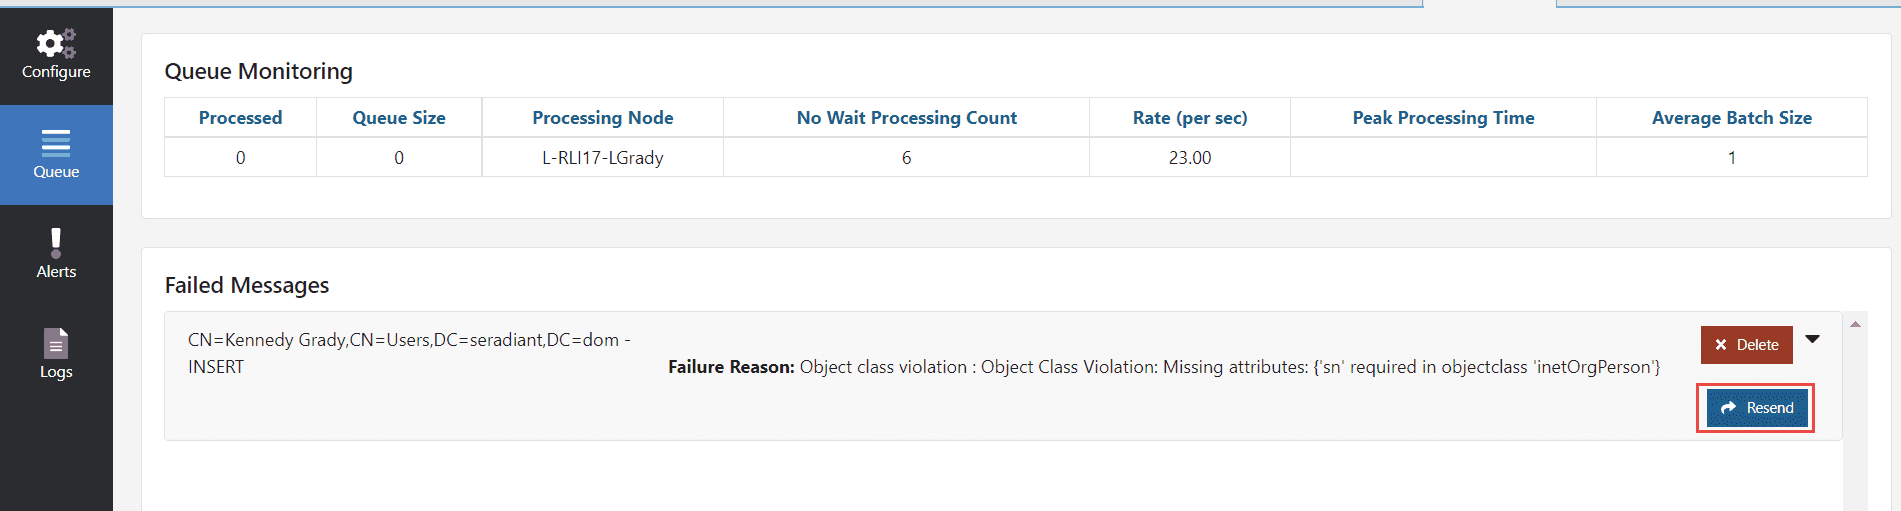 Configure
Queue
Alerts
Logs
Queue Monitoring
Processed Queue Size Processing Node No Wait Processing Count Rate (per sec) Peak Processing Time Average Batch Size
0 0 L-RLI17-LGrady 6 23.00 1
Failed Messages
CN=Kennedy Grady,CN=Users,DC=seradiant,DC=dom -
INSERT
Failure Reason: Object class violation : Object Class Violation: Missing attributes: {'sn' required in objectclass 'inetOrgPerson'}
Delete
Resend